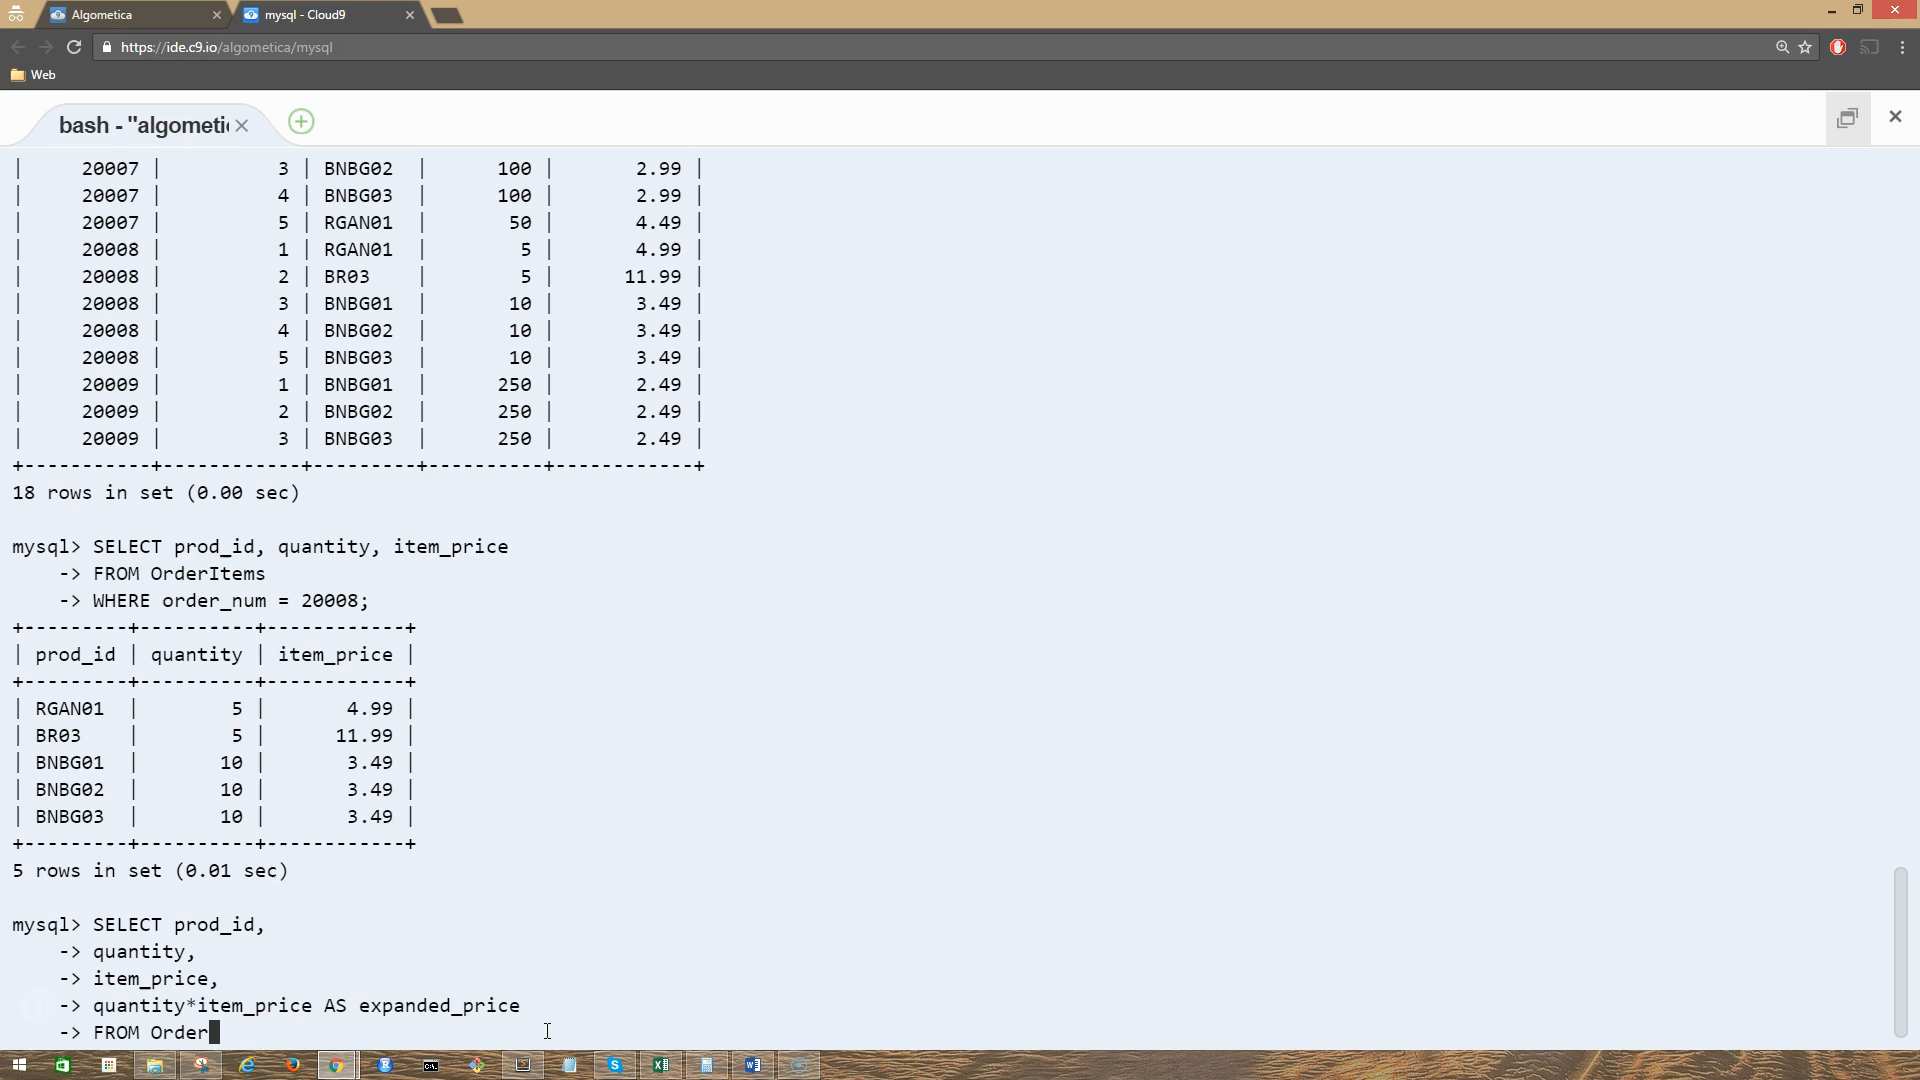 Algometica
mysql - Cloud9
https://ide.c9.io/algometica/mysql
Web
bash - "algometi
| 20007 | 3 | BNBG02 | 100 | 2.99 |
| 20007 | 4 | BNBG03 | 100 | 2.99 |
| 20007 | 5 | RGAN01 | 50 | 4.49 |
| 20008 | 1 | RGAN01 | 5 | 4.99 |
| 20008 | 2 | BR03 | 5 | 11.99 |
| 20008 | 3 | BNBG01 | 10 | 3.49 |
| 20008 | 4 | BNBG02 | 10 | 3.49 |
| 20008 | 5 | BNBG03 | 10 | 3.49 |
| 20009 | 1 | BNBG01 | 250 | 2.49 |
| 20009 | 2 | BNBG02 | 250 | 2.49 |
| 20009 | 3 | BNBG03 | 250 | 2.49 |
+-----------+------------+---------+----------+------------+
18 rows in set (0.00 sec)
mysql> SELECT prod_id, quantity, item_price
-> FROM OrderItems
-> WHERE order_num = 20008;
+---------+----------+------------+
| prod_id | quantity | item_price |
+---------+----------+------------+
| RGAN01 | 5 | 4.99 |
| BR03 | 5 | 11.99 |
| BNBG01 | 10 | 3.49 |
| BNBG02 | 10 | 3.49 |
| BNBG03 | 10 | 3.49 |
+---------+----------+------------+
5 rows in set (0.01 sec)
mysql> SELECT prod_id,
-> quantity,
-> item_price,
-> quantity*item_price AS expanded_price
-> FROM Order